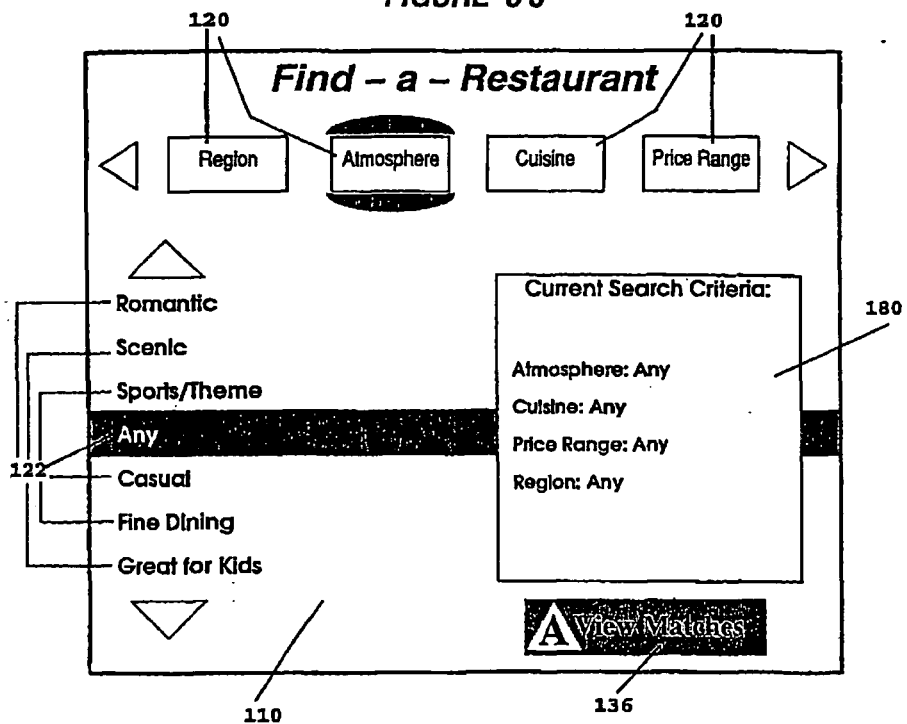 120 120
Find – a – Restaurant
Region Atmosphere Cuisine Price Range
Current Search Criteria:
Romantic
180
Scenic
Atmosphere: Any
Sports/Theme
Cuisine: Any
Any
Price Range: Any
122
Casual
Region: Any
Fine Dining
Great for Kids
A View Matches
110
136